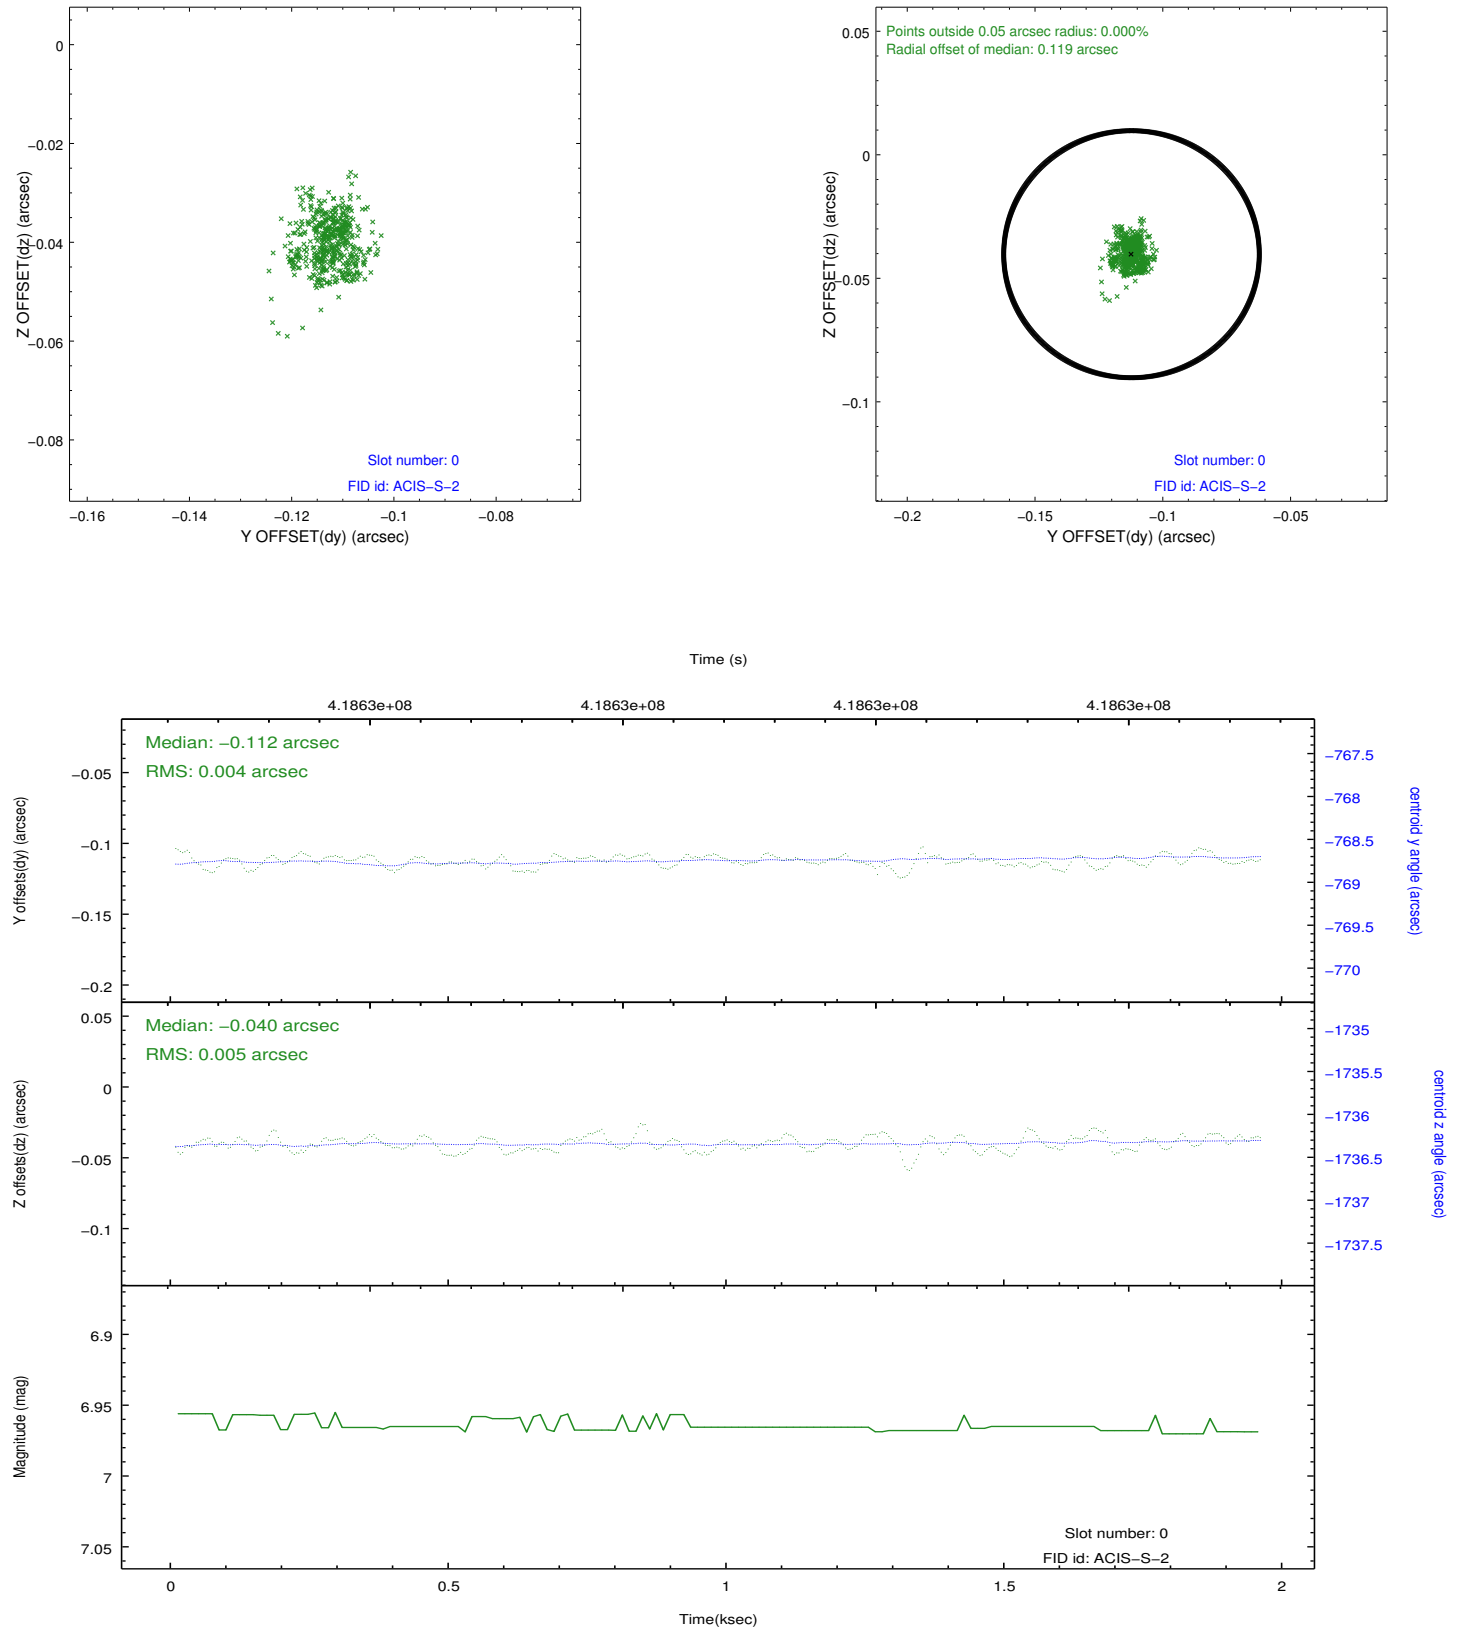 0
−0.02
−0.04
−0.06
−0.08
Z OFFSET(dz) (arcsec)
Slot number: 0
FID id: ACIS−S−2
−0.16
−0.14
−0.12
−0.1
−0.08
Y OFFSET(dy) (arcsec)
Points outside 0.05 arcsec radius: 0.000%
Radial offset of median: 0.119 arcsec
0.05
0
−0.05
−0.1
Z OFFSET(dz) (arcsec)
Slot number: 0
FID id: ACIS−S−2
−0.2
−0.15
−0.1
−0.05
Y OFFSET(dy) (arcsec)
Time (s)
4.1863e+08
4.1863e+08
4.1863e+08
4.1863e+08
Median: −0.112 arcsec
RMS: 0.004 arcsec
−0.05
−0.1
−0.15
−0.2
Y offsets(dy) (arcsec)
−767.5
−768
−768.5
−769
−769.5
−770
centroid y angle (arcsec)
Median: −0.040 arcsec
RMS: 0.005 arcsec
0.05
0
−0.05
−0.1
Z offsets(dz) (arcsec)
−1735
−1735.5
−1736
−1736.5
−1737
−1737.5
centroid z angle (arcsec)
6.9
6.95
7
7.05
Magnitude (mag)
Slot number: 0
FID id: ACIS−S−2
0
0.5
1
1.5
2
Time(ksec)